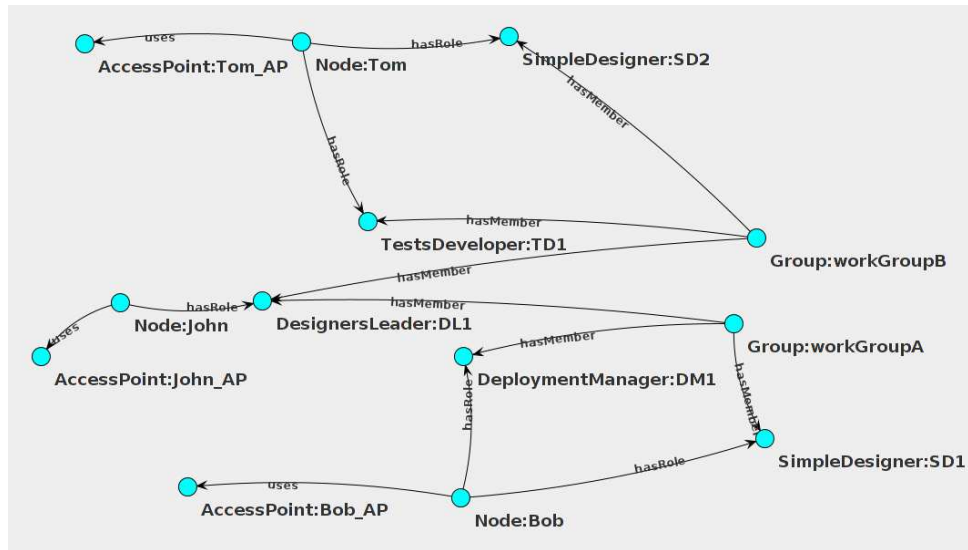 uses
hasRole
AccessPoint:Tom_AP
Node:Tom
SimpleDesigner:SD2
hasMember
hasRole
hasMember
TestsDeveloper:TD1
Group:workGroupB
hasMember
hasRole
hasMember
Node:John
DesignersLeader:DL1
uses
hasMember
Group:workGroupA
AccessPoint:John_AP
DeploymentManager:DM1
hasMember
hasRole
hasRole
SimpleDesigner:SD1
uses
AccessPoint:Bob_AP
Node:Bob